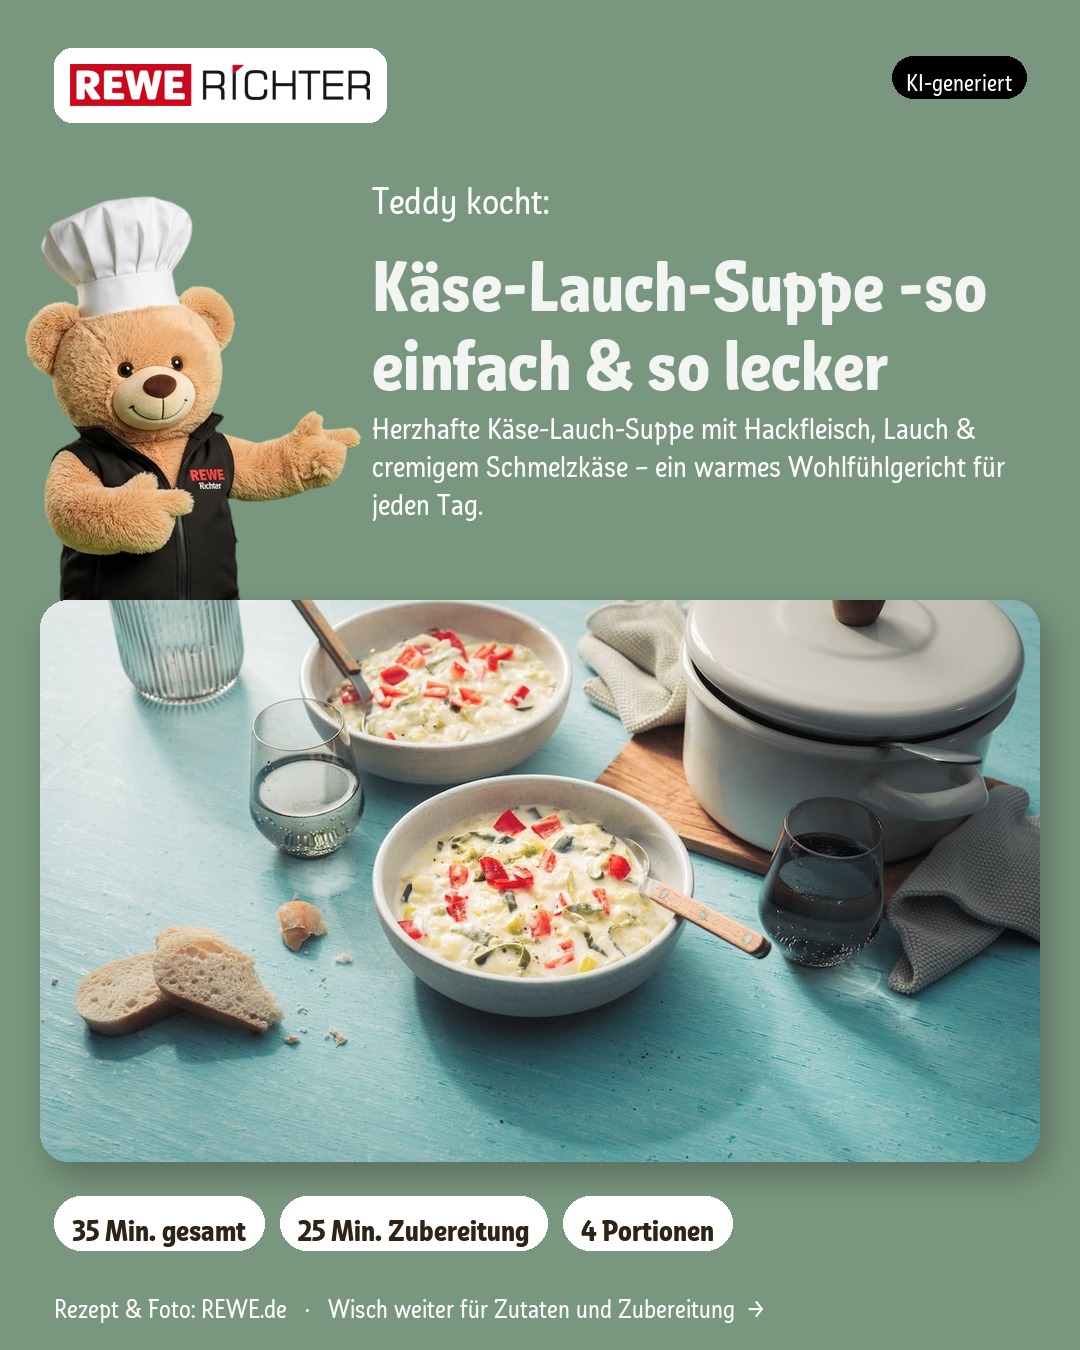 REWE RICHTER
KI-generiert
Teddy kocht:
Käse-Lauch-Suppe -so
einfach & so lecker
Herzhafte Käse-Lauch-Suppe mit Hackfleisch, Lauch &
cremigem Schmelzkäse – ein warmes Wohlfühlgericht für
jeden Tag.
REWE
Richter
35 Min. gesamt
25 Min. Zubereitung
4 Portionen
Rezept & Foto: REWE.de · Wisch weiter für Zutaten und Zubereitung →